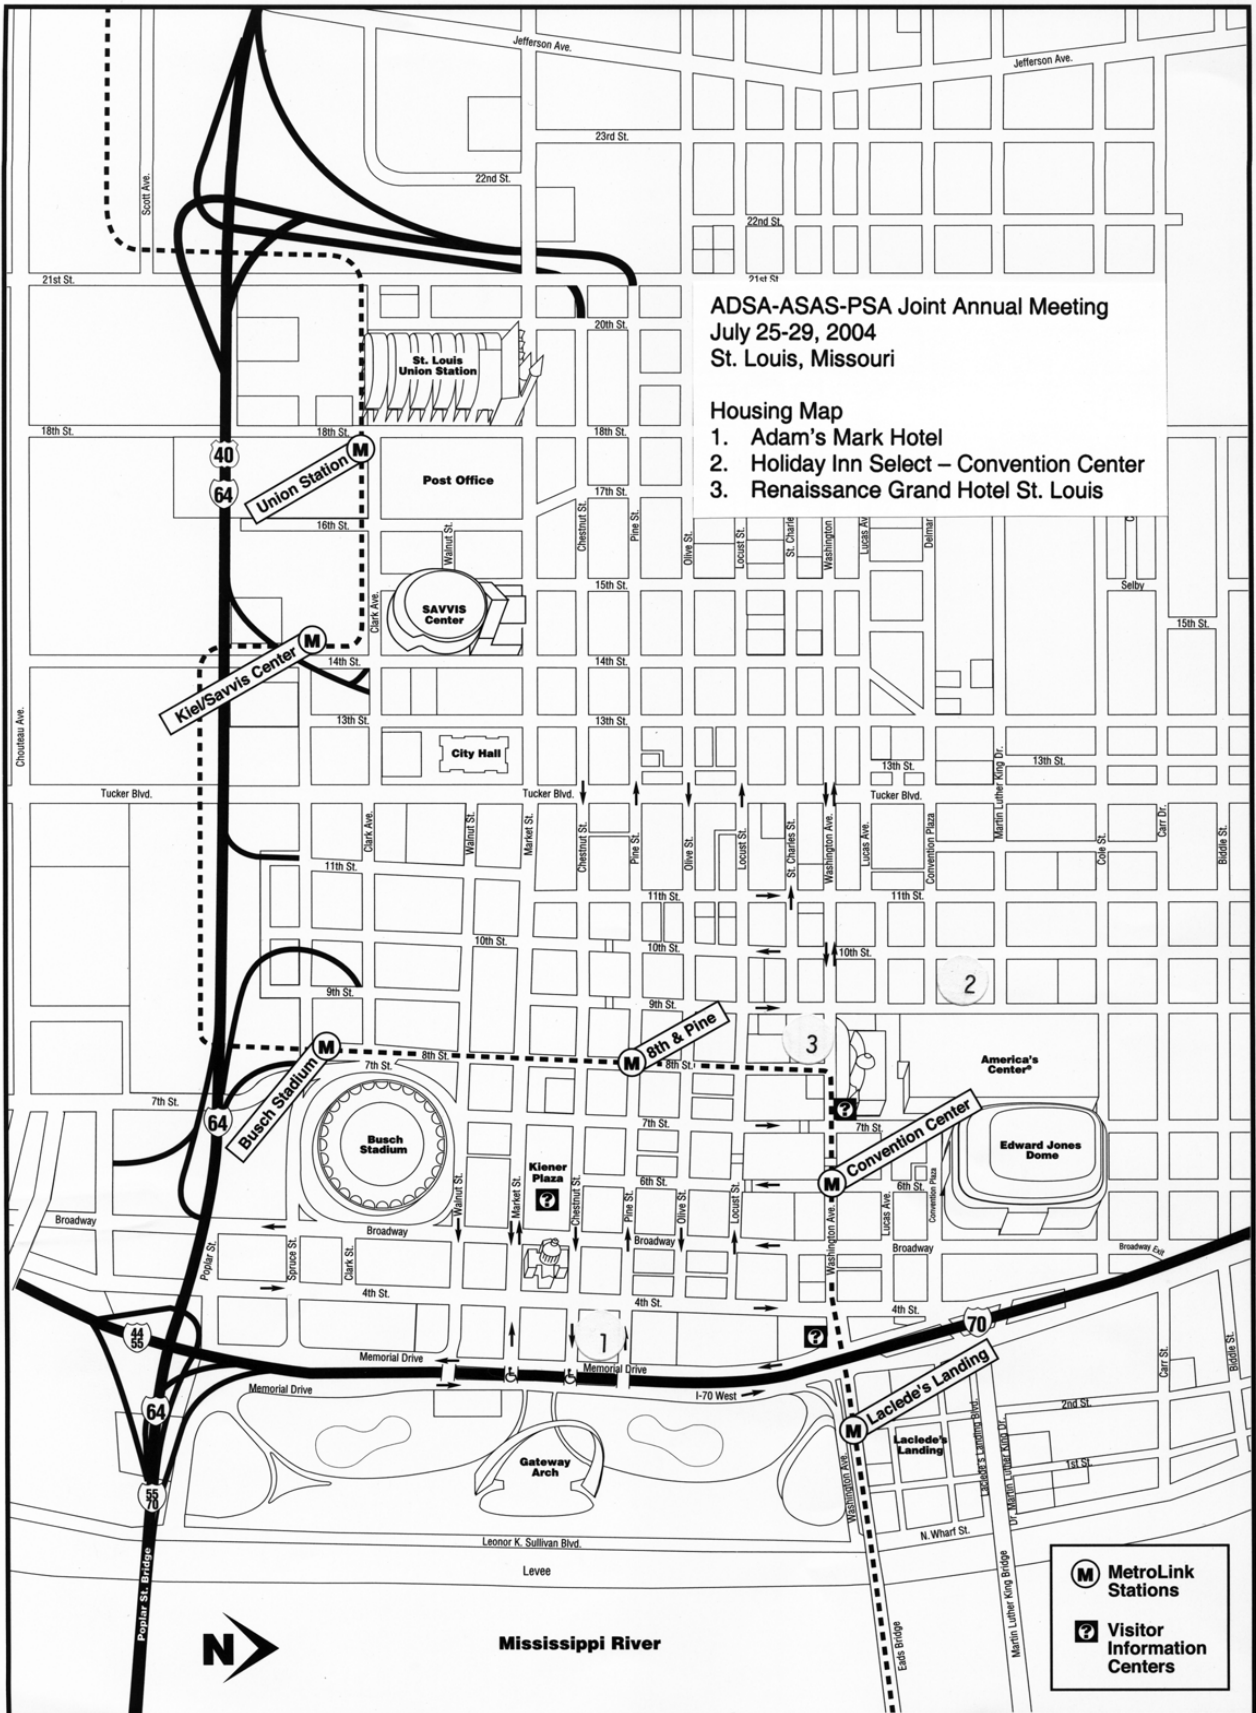 Jefferson Ave.
Jefferson Ave.
23rd St.
22nd St.
Scott Ave.
22nd St.
21st St.
21st St.
ADSA-ASAS-PSA Joint Annual Meeting
July 25-29, 2004
St. Louis, Missouri
Housing Map
1. Adam's Mark Hotel
2. Holiday Inn Select – Convention Center
3. Renaissance Grand Hotel St. Louis
20th St.
St. Louis
Union Station
18th St.
18th St.
18th St.
40
64
M
Union Station
Post Office
17th St.
16th St.
Walnut St.
Chestnut St.
Pine St.
Olive St.
Locust St.
St. Charle
Washington
Lucas Av
Delmar
C
15th St.
Selby
Clark Ave.
SAVVIS
Center
15th St.
M
Kiel/Savvis Center
14th St.
14th St.
13th St.
13th St.
Chouteau Ave.
City Hall
13th St.
13th St.
Martin Luther King Dr.
Tucker Blvd.
Tucker Blvd.
Tucker Blvd.
Clark Ave.
Walnut St.
Market St.
Chestnut St.
Pine St.
Olive St.
Locust St.
St. Charles St.
Washington Ave.
Lucas Ave.
Convention Plaza
Cole St.
Carr Dr.
Biddle St.
11th St.
11th St.
11th St.
10th St.
10th St.
10th St.
9th St.
9th St.
2
3
8th & Pine
M
M
Busch Stadium
8th St.
8th St.
7th St.
America's
Center®
7th St.
64
?
7th St.
7th St.
Convention Center
M
Busch
Stadium
Edward Jones
Dome
Kiener
Plaza
?
6th St.
6th St.
Walnut St.
Market St.
Chestnut St.
Pine St.
Olive St.
Locust St.
Washington Ave.
Lucas Ave.
Convention Plaza
Broadway
Broadway
Broadway
Broadway
Broadway Exit
Poplar St.
Spruce St.
Clark St.
4th St.
4th St.
4th St.
44
55
1
?
70
Memorial Drive
Memorial Drive
Memorial Drive
I-70 West
Laclede's Landing
M
Carr St.
Biddle St.
64
2nd St.
Laclede's
Landing
Laclede's Landing Blvd.
Dr. Martin Luther King Dr.
1st St.
Gateway
Arch
55
70
Washington Ave.
N. Wharf St.
Leonor K. Sullivan Blvd.
Levee
Poplar St. Bridge
Eads Bridge
Martin Luther King Bridge
N
Mississippi River
M MetroLink
Stations
? Visitor
Information
Centers